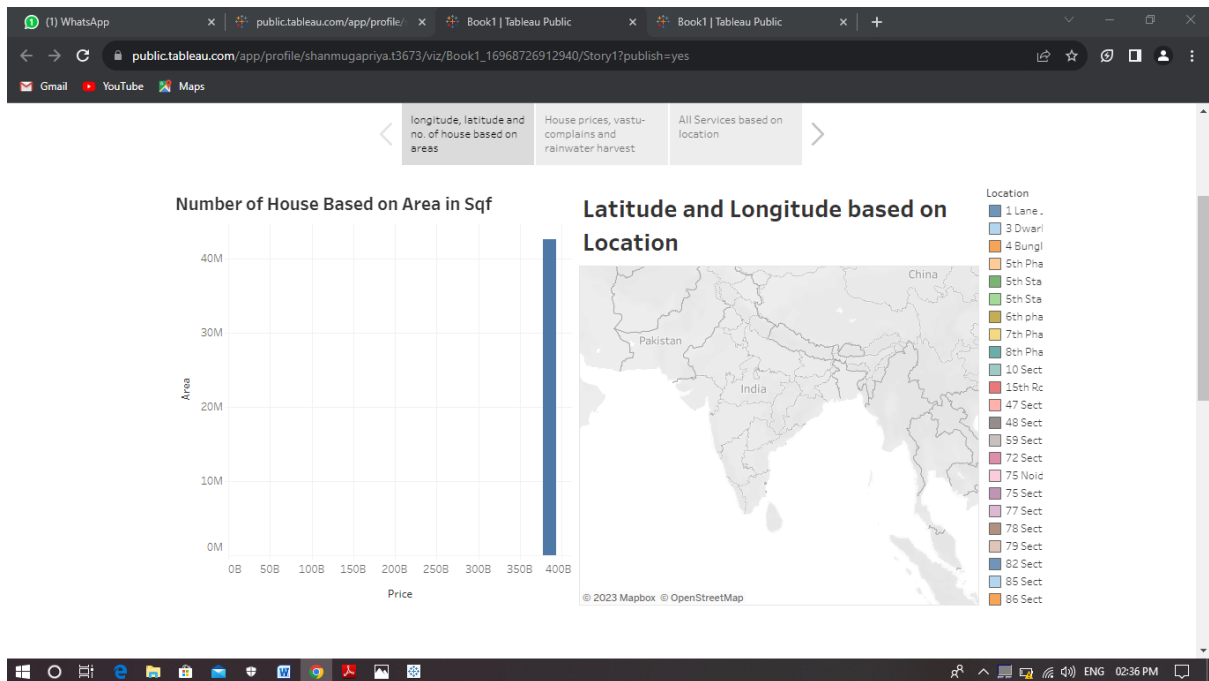 (1) WhatsApp
public.tableau.com/app/profile/
Book1 | Tableau Public
Book1 | Tableau Public
public.tableau.com/app/profile/shanmugapriya.t3673/viz/Book1_16968726912940/Story1?publish=yes
Gmail
YouTube
Maps
longitude, latitude and
no. of house based on
areas
House prices, vastu-
complains and
rainwater harvest
All Services based on
location
Number of House Based on Area in Sqf
40M
30M
20M
10M
0M
Area
0B 50B 100B 150B 200B 250B 300B 350B 400B
Price
Latitude and Longitude based on
Location
China
Pakistan
India
© 2023 Mapbox © OpenStreetMap
Location
1 Lane .
3 Dwarl
4 Bungl
5th Pha
5th Sta
5th Sta
6th pha
7th Pha
8th Pha
10 Sect
15th Rc
47 Sect
48 Sect
59 Sect
72 Sect
75 Noid
75 Sect
77 Sect
78 Sect
79 Sect
82 Sect
85 Sect
86 Sect
ENG 02:36 PM